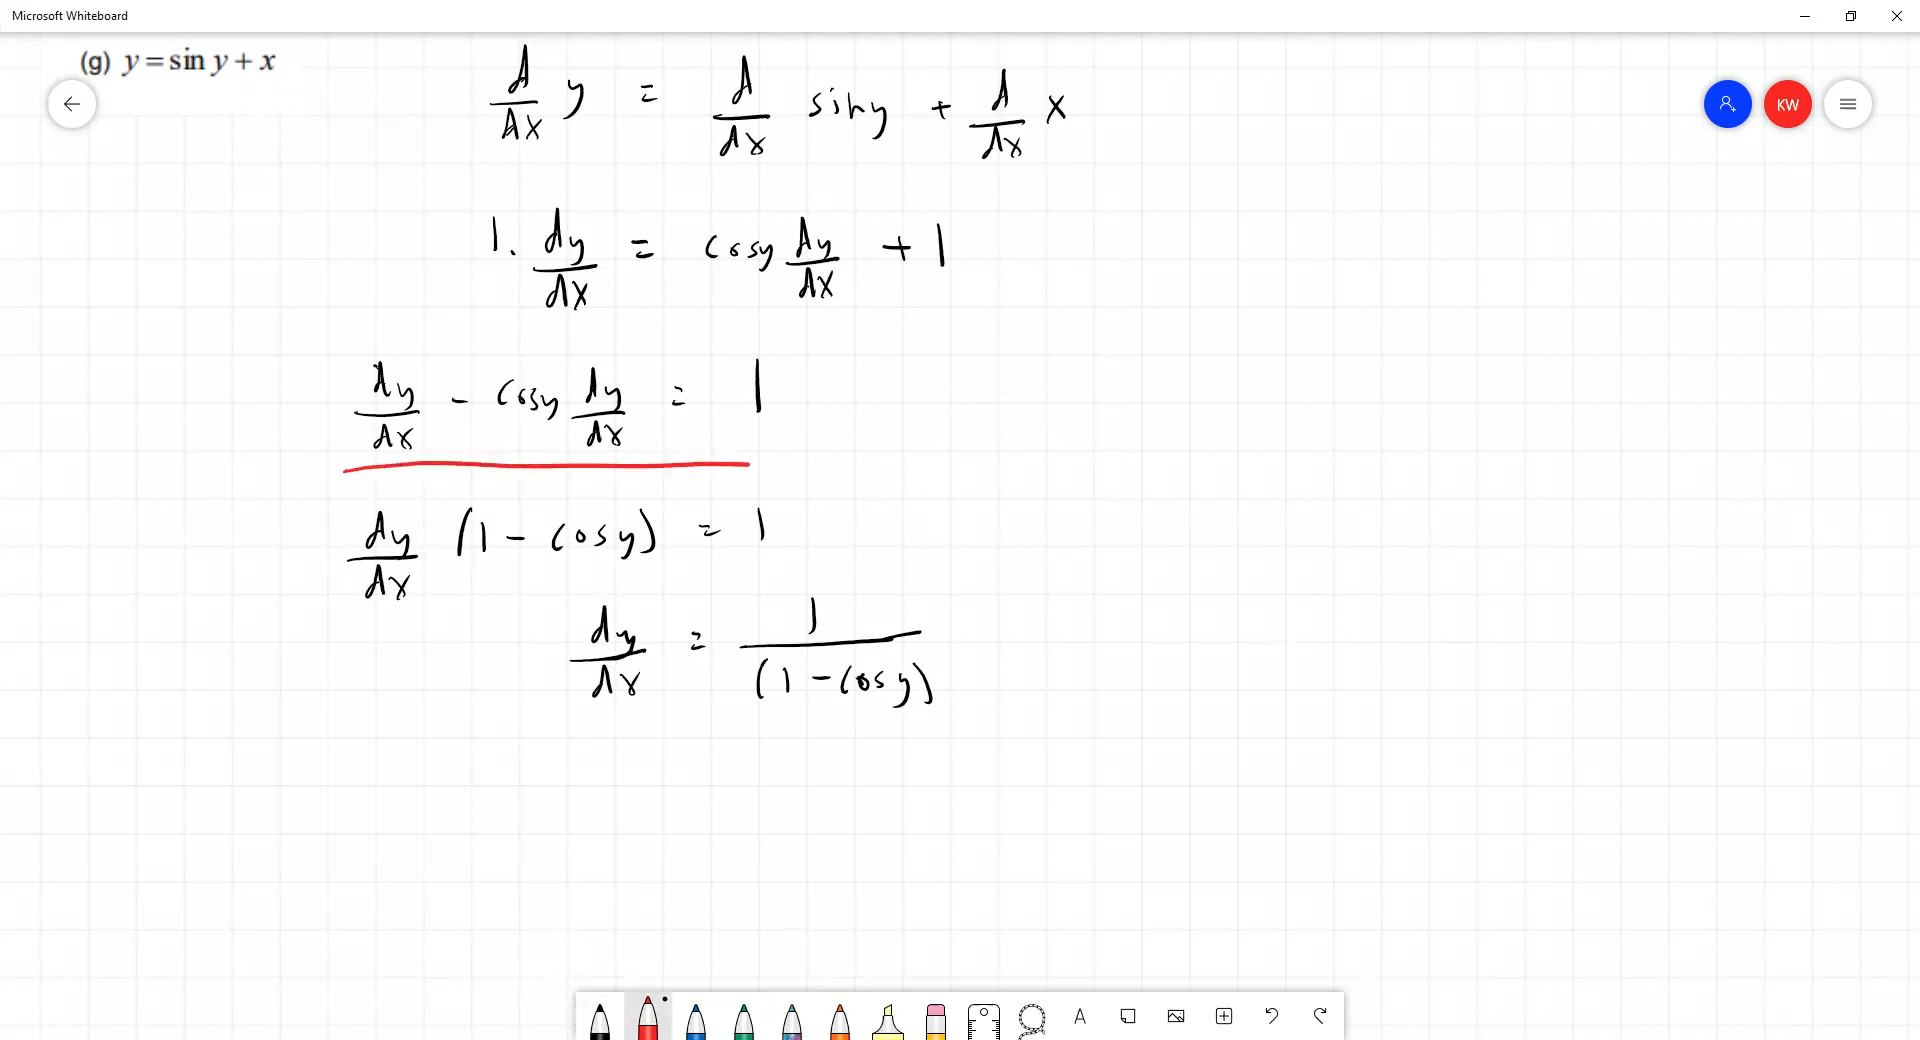 Microsoft Whiteboard
(g) y = sin y + x
d/dx y = d/dx sin y + d/dx x
KW
1. dy/dx = cos y dy/dx + 1
dy/dx - cos y dy/dx = 1
dy/dx (1 - cos y) = 1
dy/dx = 1/(1 - cos y)
A